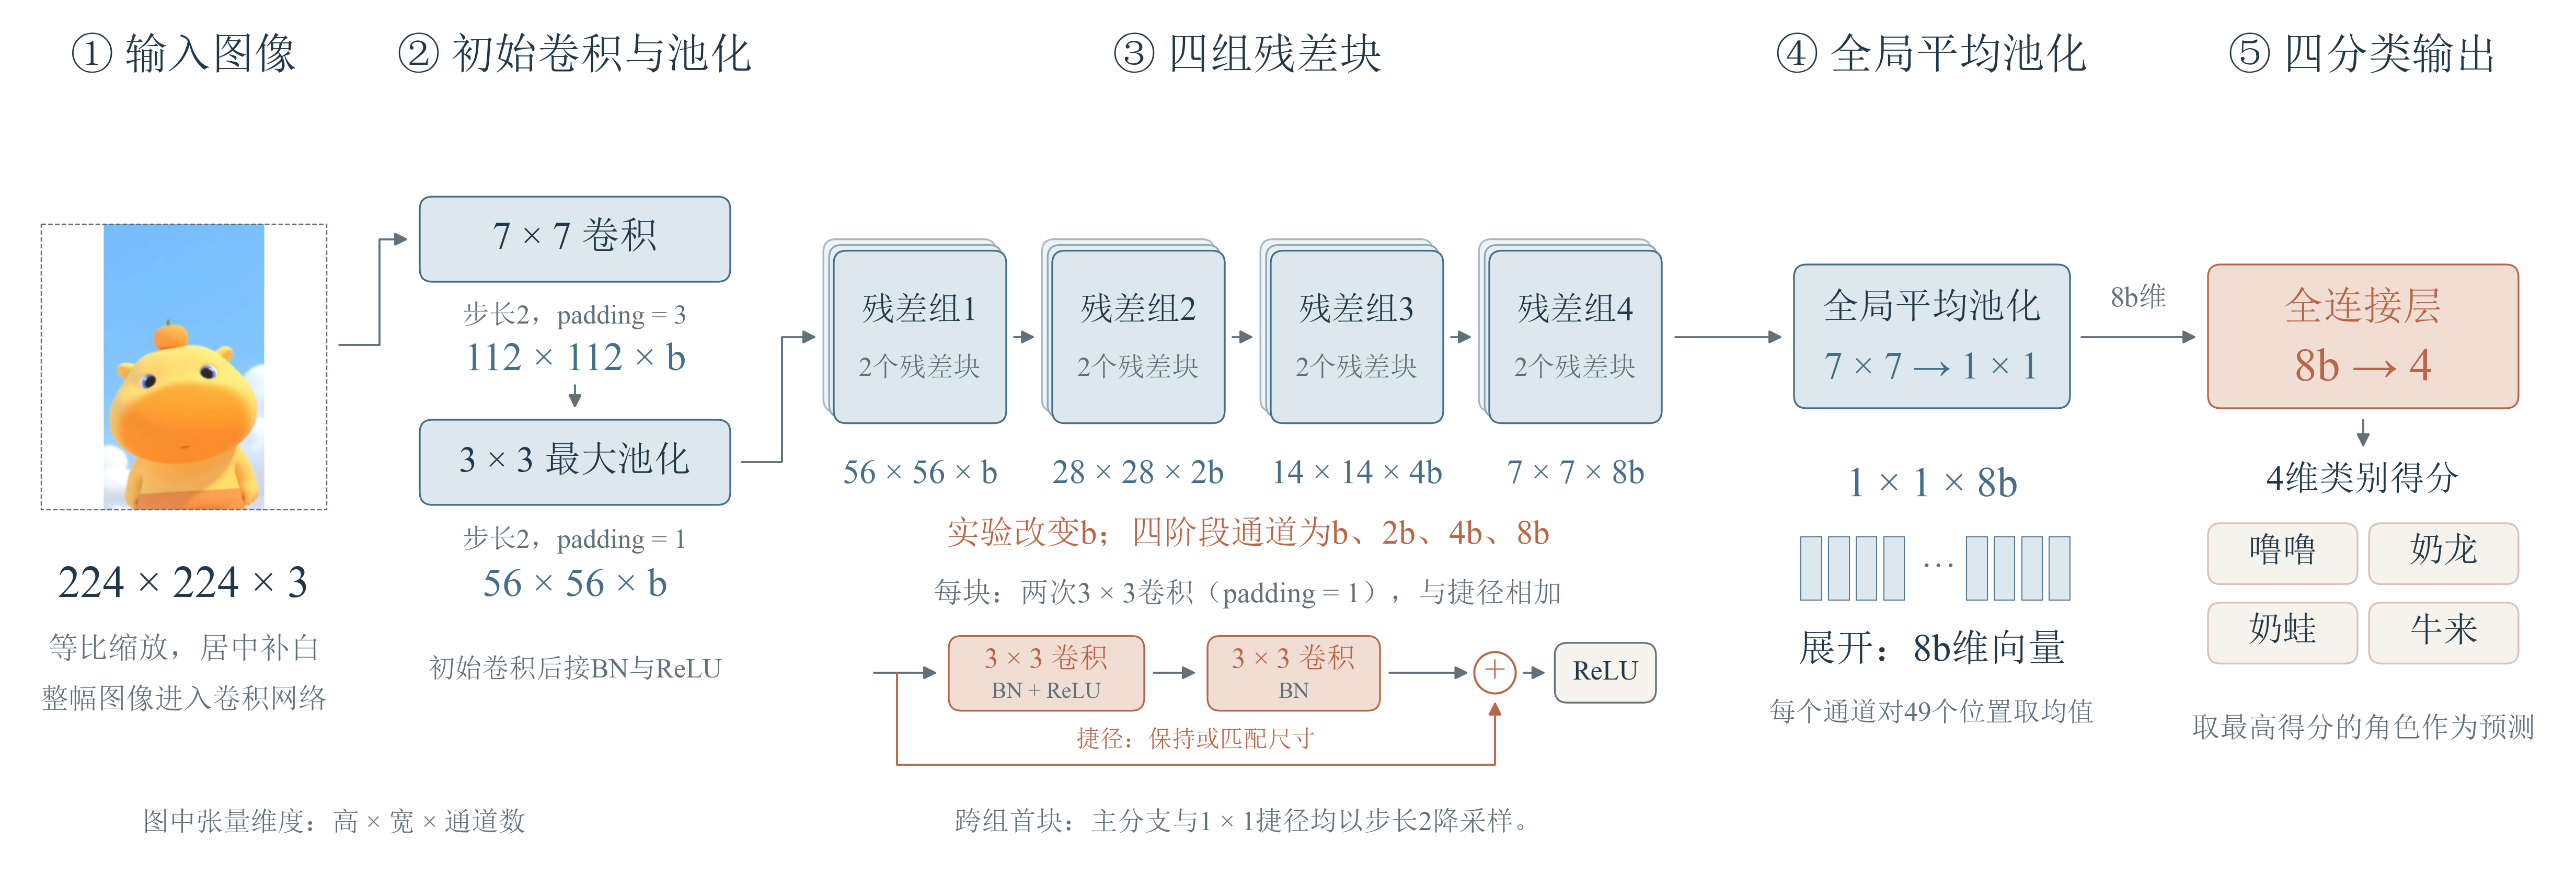 ① 输入图像
② 初始卷积与池化
③ 四组残差块
④ 全局平均池化
⑤ 四分类输出
224 × 224 × 3
等比缩放，居中补白
整幅图像进入卷积网络
7 × 7 卷积
步长2，padding = 3
112 × 112 × b
3 × 3 最大池化
步长2，padding = 1
56 × 56 × b
初始卷积后接BN与ReLU
残差组1
2个残差块
56 × 56 × b
残差组2
2个残差块
28 × 28 × 2b
残差组3
2个残差块
14 × 14 × 4b
残差组4
2个残差块
7 × 7 × 8b
实验改变b；四阶段通道为b、2b、4b、8b
每块：两次3 × 3卷积（padding = 1），与捷径相加
3 × 3 卷积
BN + ReLU
3 × 3 卷积
BN
+
ReLU
捷径：保持或匹配尺寸
全局平均池化
7 × 7 → 1 × 1
1 × 1 × 8b
···
展开：8b维向量
每个通道对49个位置取均值
8b维
全连接层
8b → 4
4维类别得分
噜噜
奶龙
奶蛙
牛来
取最高得分的角色作为预测
图中张量维度：高 × 宽 × 通道数
跨组首块：主分支与1 × 1捷径均以步长2降采样。